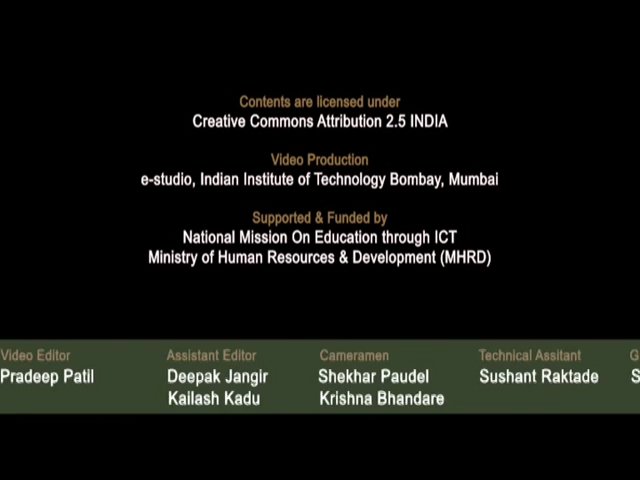 Contents are licensed under
Creative Commons Attribution 2.5 INDIA
Video Production
e-studio, Indian Institute of Technology Bombay, Mumbai
Supported & Funded by
National Mission On Education through ICT
Ministry of Human Resources & Development (MHRD)
Video Editor Assistant Editor Cameramen Technical Assitant
Pradeep Patil Deepak Jangir Shekhar Paudel Sushant Raktade
Kailash Kadu Krishna Bhandare